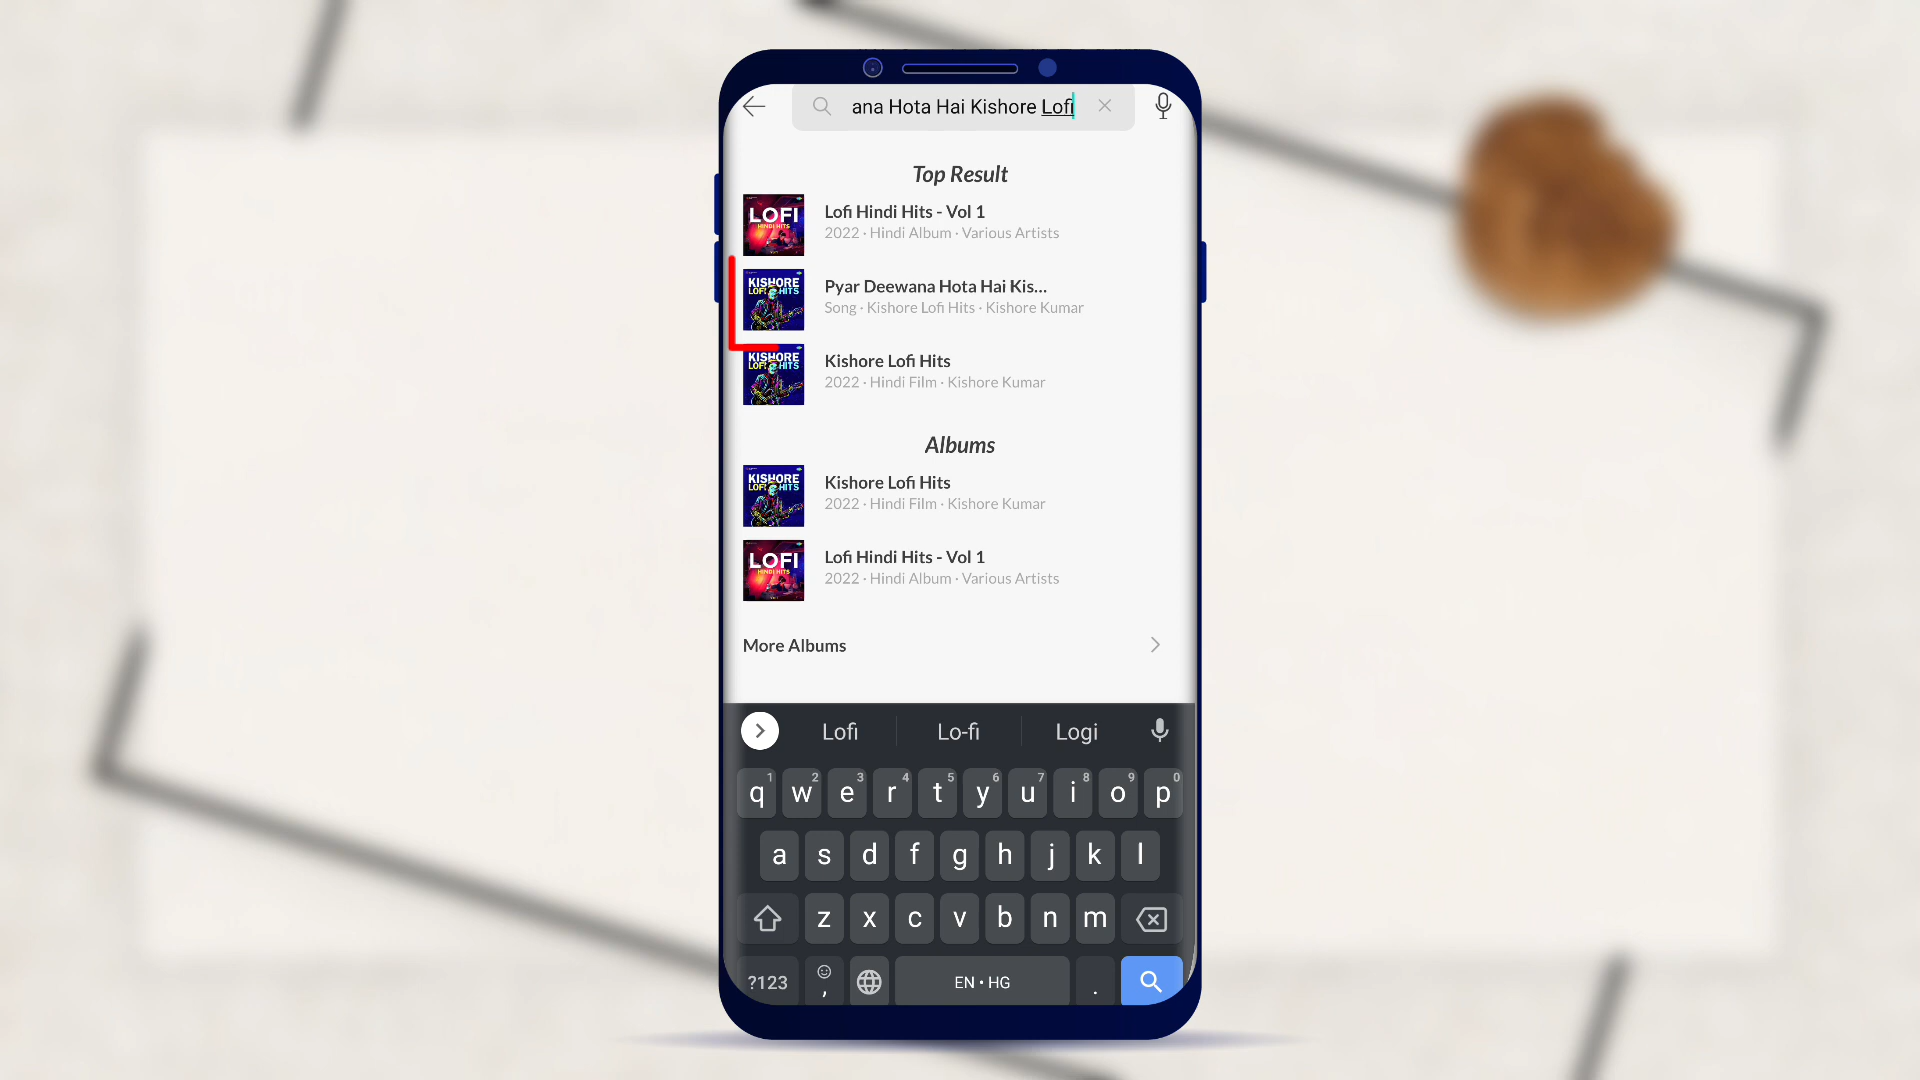 ana Hota Hai Kishore Lofi
Top Result
LOFI
HINDI HITS
Lofi Hindi Hits - Vol 1
2022 · Hindi Album · Various Artists
KISHORE
LOFI HITS
Pyar Deewana Hota Hai Kis...
Song · Kishore Lofi Hits · Kishore Kumar
KISHORE
LOFI HITS
Kishore Lofi Hits
2022 · Hindi Film · Kishore Kumar
Albums
KISHORE
LOFI HITS
Kishore Lofi Hits
2022 · Hindi Film · Kishore Kumar
LOFI
HINDI HITS
Lofi Hindi Hits - Vol 1
2022 · Hindi Album · Various Artists
More Albums
Lofi Lo-fi Logi
1 2 3 4 5 6 7 8 9 0
q w e r t y u i o p
a s d f g h j k l
z x c v b n m
?123 , EN • HG .